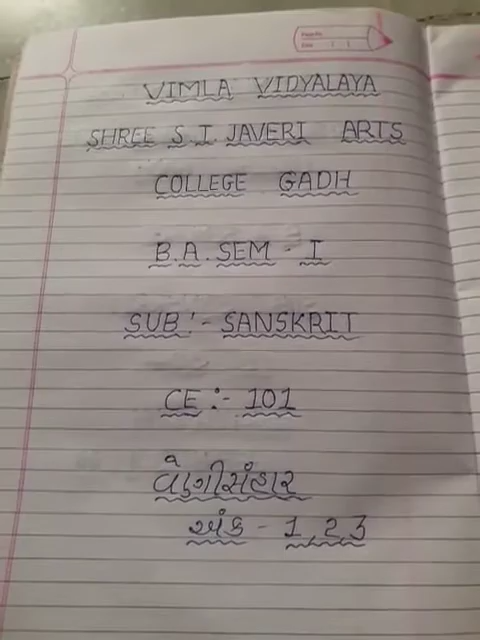 VIMLA VIDYALAYA
SHREE S.I. JAVERI ARTS
COLLEGE GADH
B.A. SEM - I
SUB :- SANSKRIT
CE :- 101
વેણીસંહાર
અંક - 1,2,3